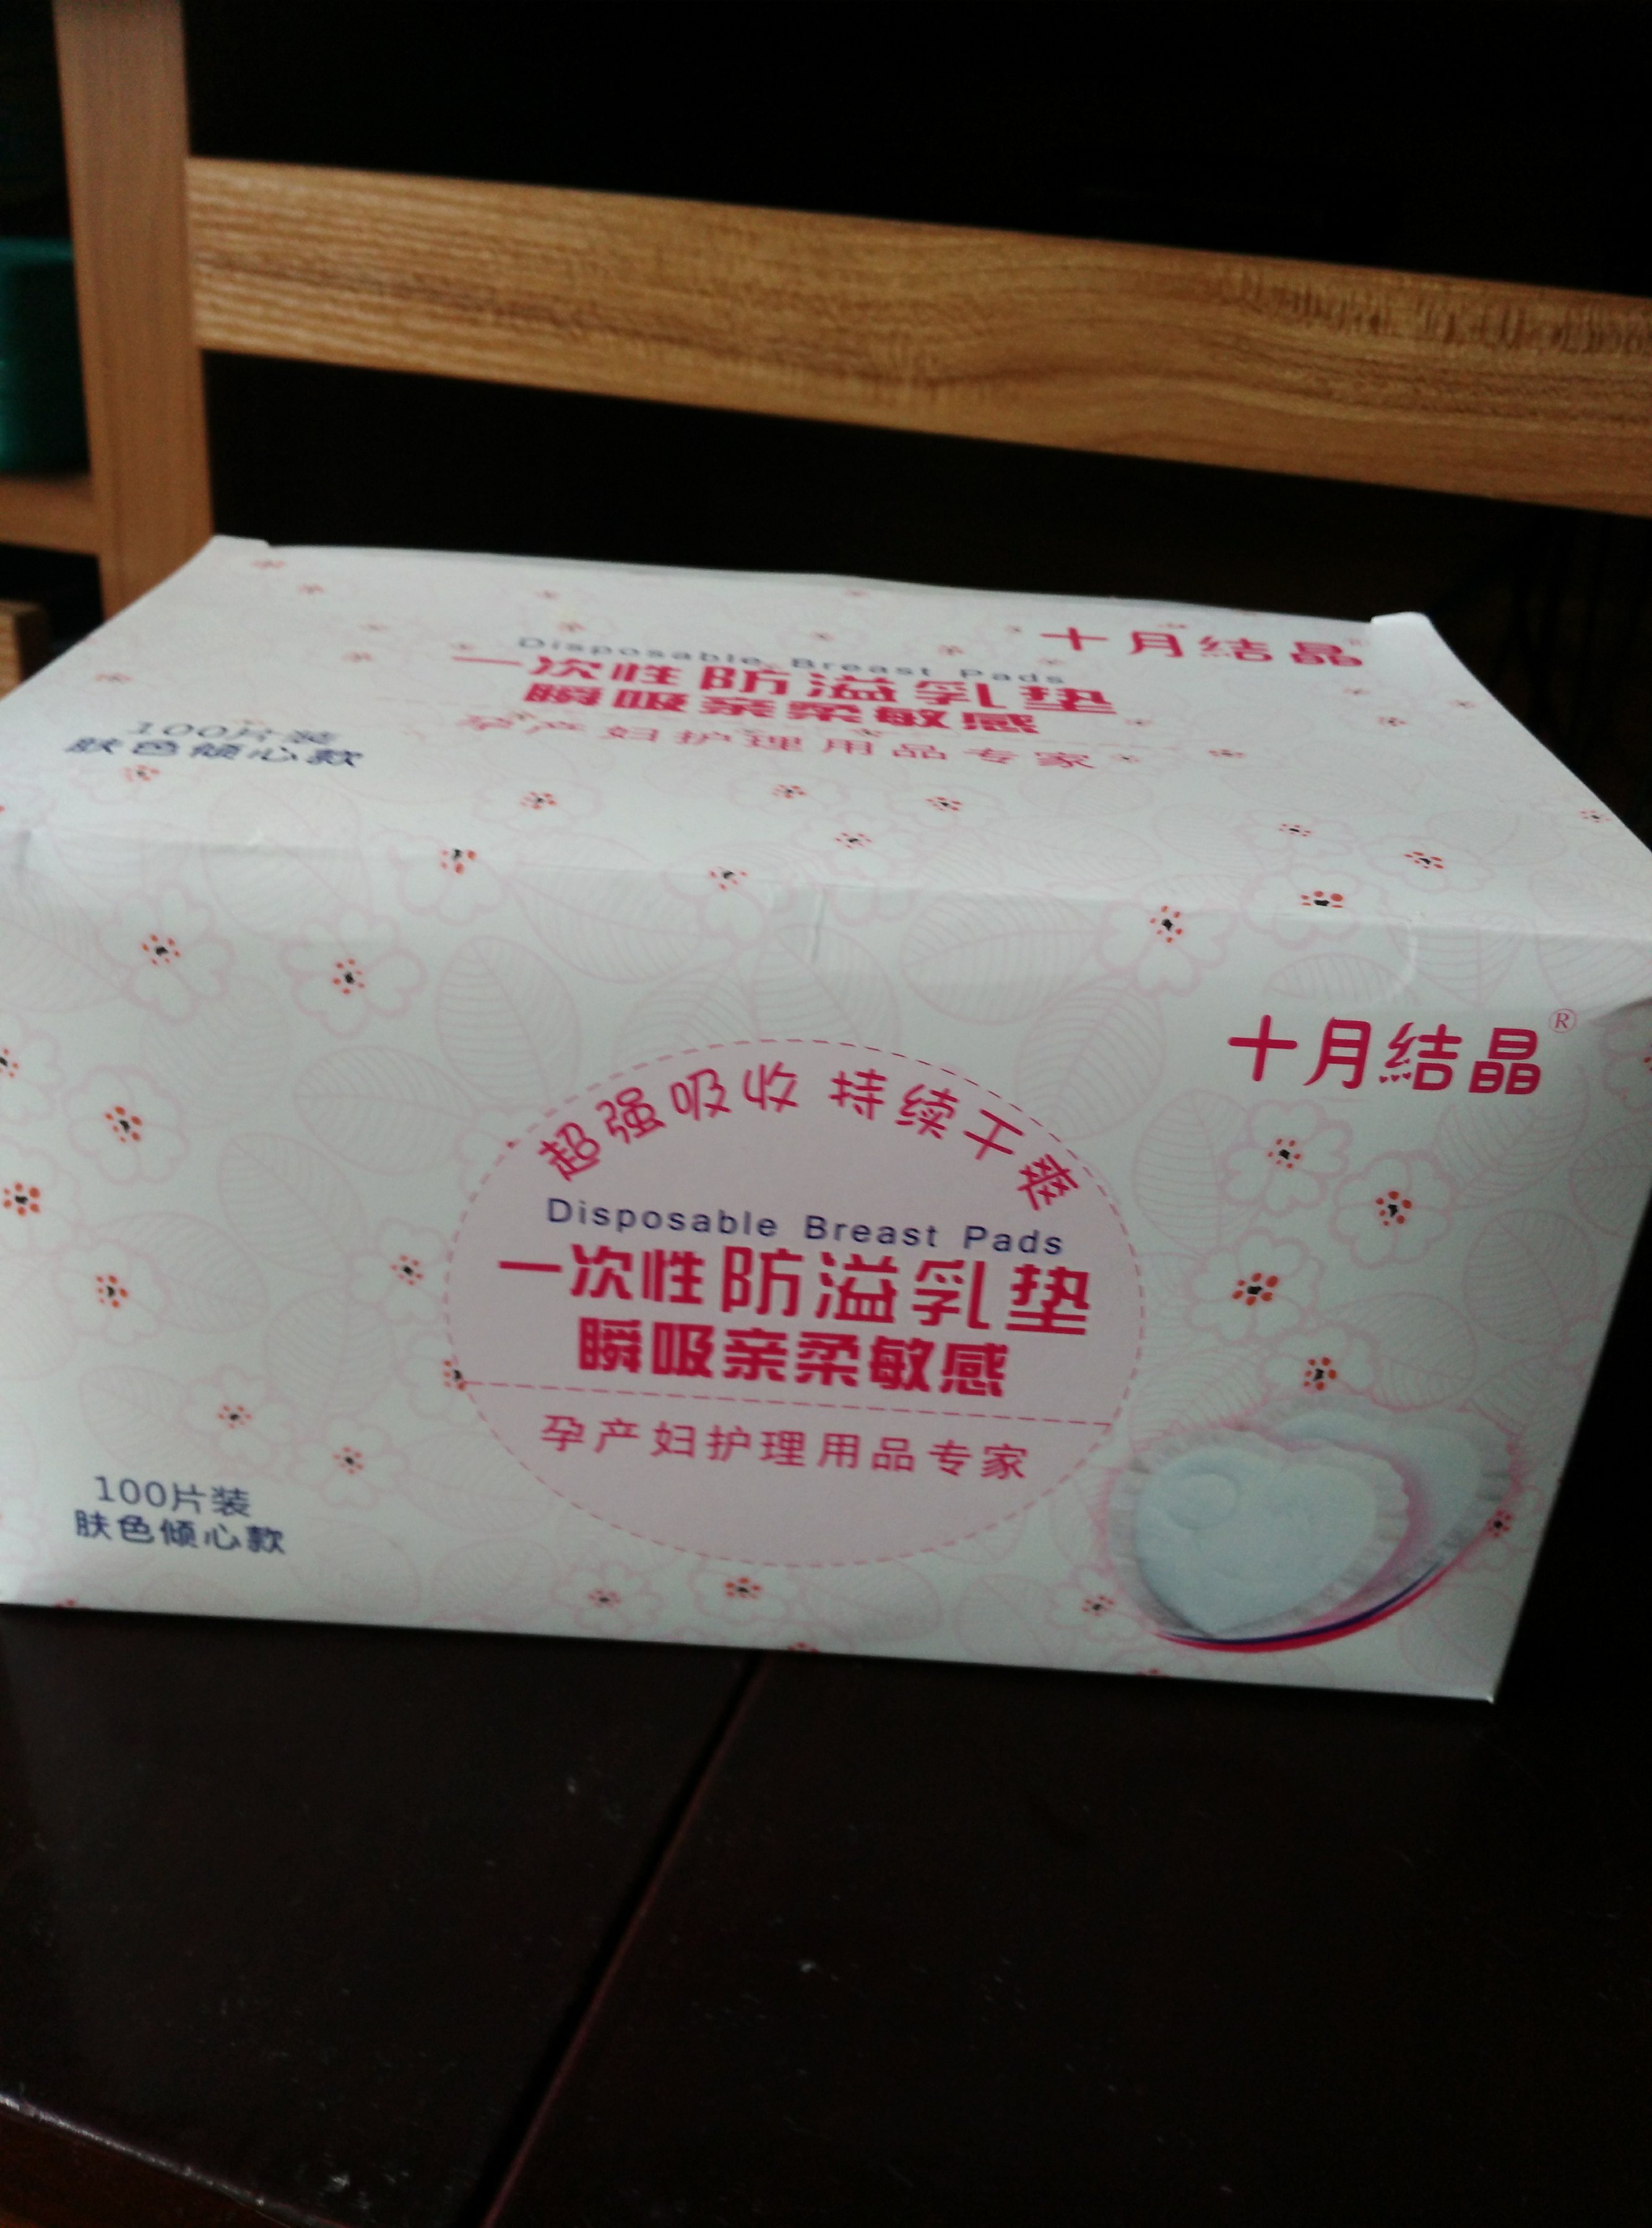 十月结晶
Disposable Breast Pads
一次性防溢乳垫
瞬吸亲柔敏感
孕产妇护理用品专家
100片装
肤色倾心款
十月結晶®
超强吸收 持续干爽
Disposable Breast Pads
一次性防溢乳垫
瞬吸亲柔敏感
孕产妇护理用品专家
100片装
肤色倾心款